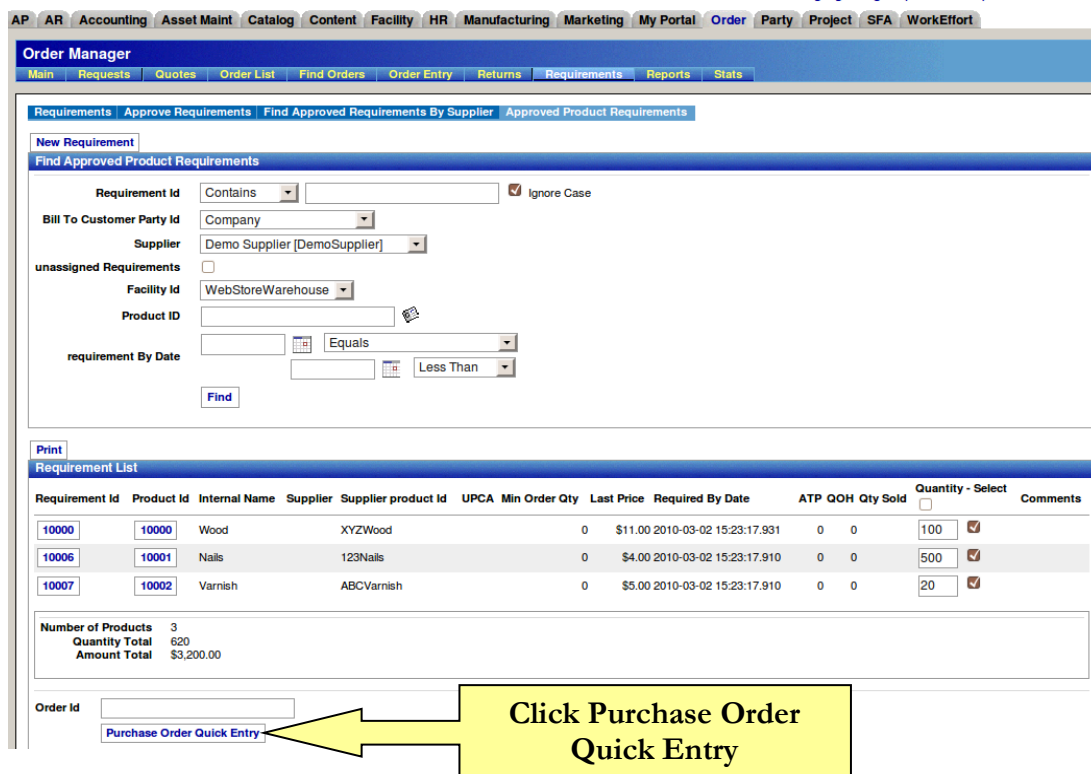 AP AR Accounting Asset Maint Catalog Content Facility HR Manufacturing Marketing My Portal Order Party Project SFA WorkEffort
Order Manager
Main Requests Quotes Order List Find Orders Order Entry Returns Requirements Reports Stats
Requirements Approve Requirements Find Approved Requirements By Supplier Approved Product Requirements
New Requirement
Find Approved Product Requirements
Requirement Id Contains Ignore Case
Bill To Customer Party Id Company
Supplier Demo Supplier [DemoSupplier]
unassigned Requirements
Facility Id WebStoreWarehouse
Product ID
requirement By Date Equals
Less Than
Find
Print
Requirement List
Requirement Id Product Id Internal Name Supplier Supplier product Id UPCA Min Order Qty Last Price Required By Date ATP QOH Qty Sold Quantity - Select Comments
10000 10000 Wood XYZWood 0 $11.00 2010-03-02 15:23:17.931 0 0 100
10006 10001 Nails 123Nails 0 $4.00 2010-03-02 15:23:17.910 0 0 500
10007 10002 Varnish ABCVarnish 0 $5.00 2010-03-02 15:23:17.910 0 0 20
Number of Products 3
Quantity Total 620
Amount Total $3,200.00
Order Id
Purchase Order Quick Entry
Click Purchase Order
Quick Entry